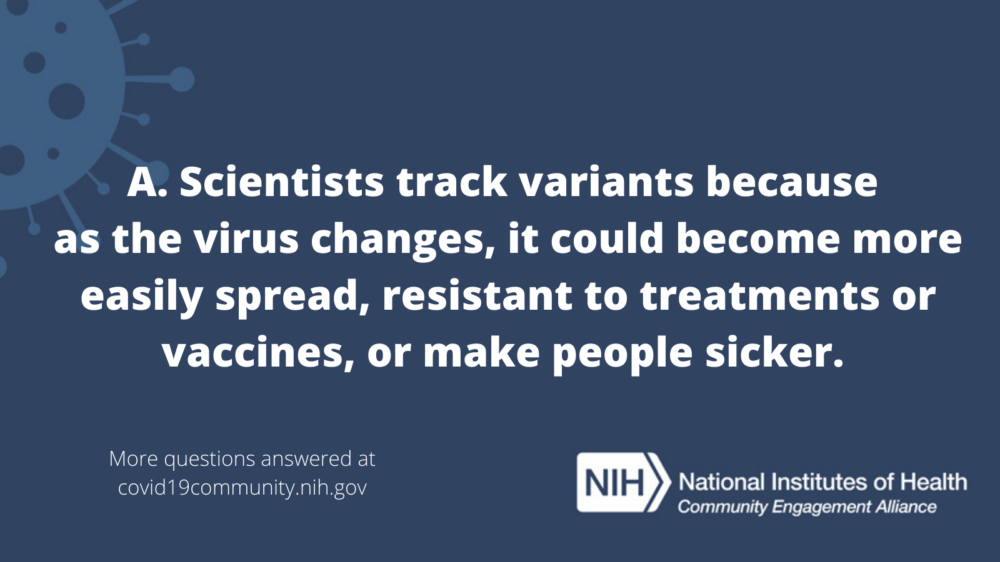 A. Scientists track variants because
as the virus changes, it could become more
easily spread, resistant to treatments or
vaccines, or make people sicker.
More questions answered at
covid19community.nih.gov
NIH National Institutes of Health
Community Engagement Alliance